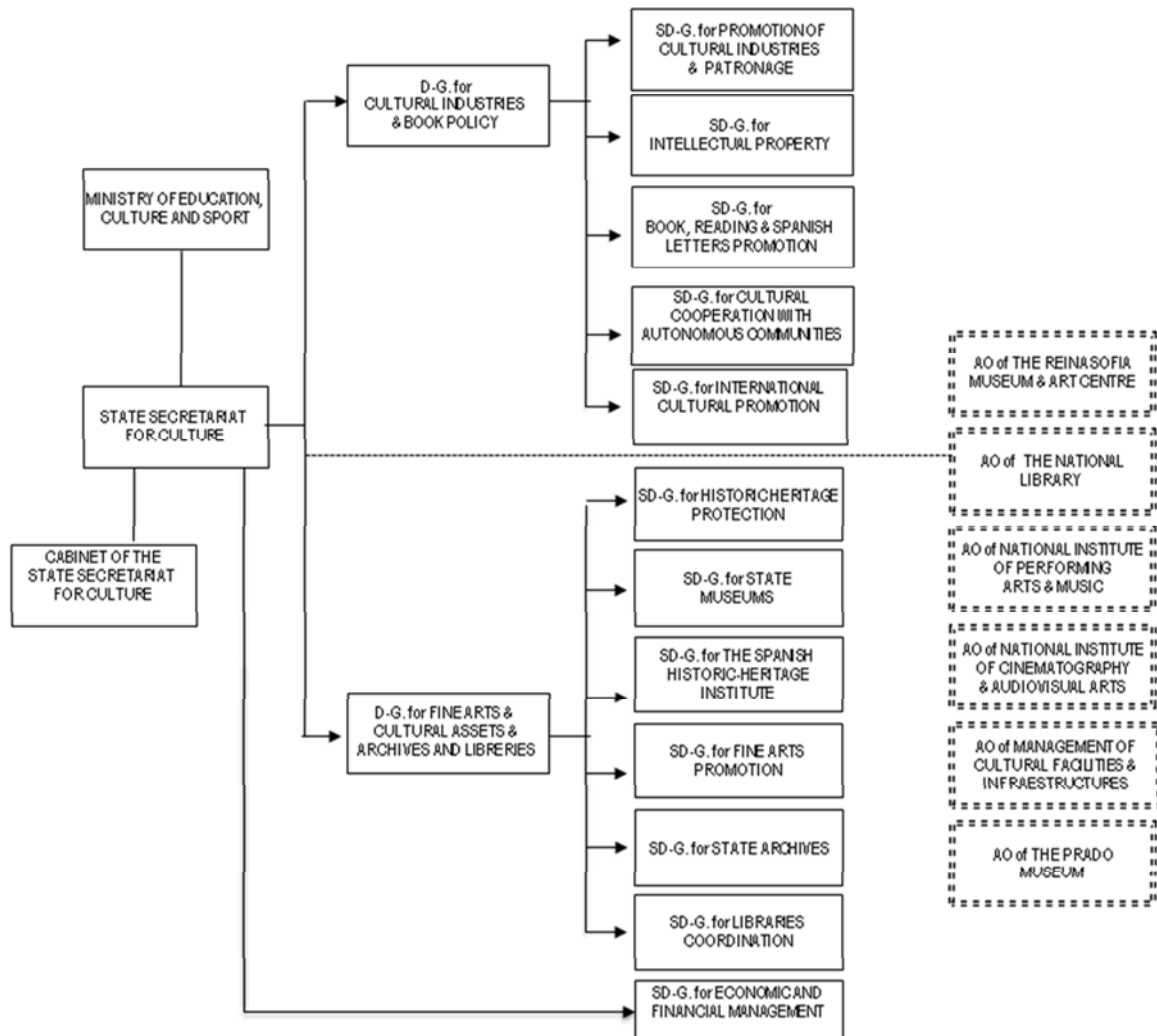 MINISTRY OF EDUCATION,
CULTURE AND SPORT
STATE SECRETARIAT
FOR CULTURE
CABINET OF THE
STATE SECRETARIAT
FOR CULTURE
D-G. for
CULTURAL INDUSTRIES
& BOOK POLICY
D-G. for FINE ARTS &
CULTURAL ASSETS &
ARCHIVES AND LIBRERIES
SD-G. for PROMOTION OF
CULTURAL INDUSTRIES
& PATRONAGE
SD-G. for
INTELLECTUAL PROPERTY
SD-G. for
BOOK, READING & SPANISH
LETTERS PROMOTION
SD-G. for CULTURAL
COOPERATION WITH
AUTONOMOUS COMMUNITIES
SD-G. for INTERNATIONAL
CULTURAL PROMOTION
SD-G. for HISTORIC HERITAGE
PROTECTION
SD-G. for STATE
MUSEUMS
SD-G. for THE SPANISH
HISTORIC-HERITAGE
INSTITUTE
SD-G. for FINE ARTS
PROMOTION
SD-G. for STATE ARCHIVES
SD-G. for LIBRARIES
COORDINATION
SD-G. for ECONOMIC AND
FINANCIAL MANAGEMENT
AO of THE REINA SOFIA
MUSEUM & ART CENTRE
AO of THE NATIONAL
LIBRARY
AO of NATIONAL INSTITUTE
OF PERFORMING
ARTS & MUSIC
AO of NATIONAL INSTITUTE
OF CINEMATOGRAPHY
& AUDIOVISUAL ARTS
AO of MANAGEMENT OF
CULTURAL FACILITIES &
INFRAESTRUCTURES
AO of THE PRADO
MUSEUM